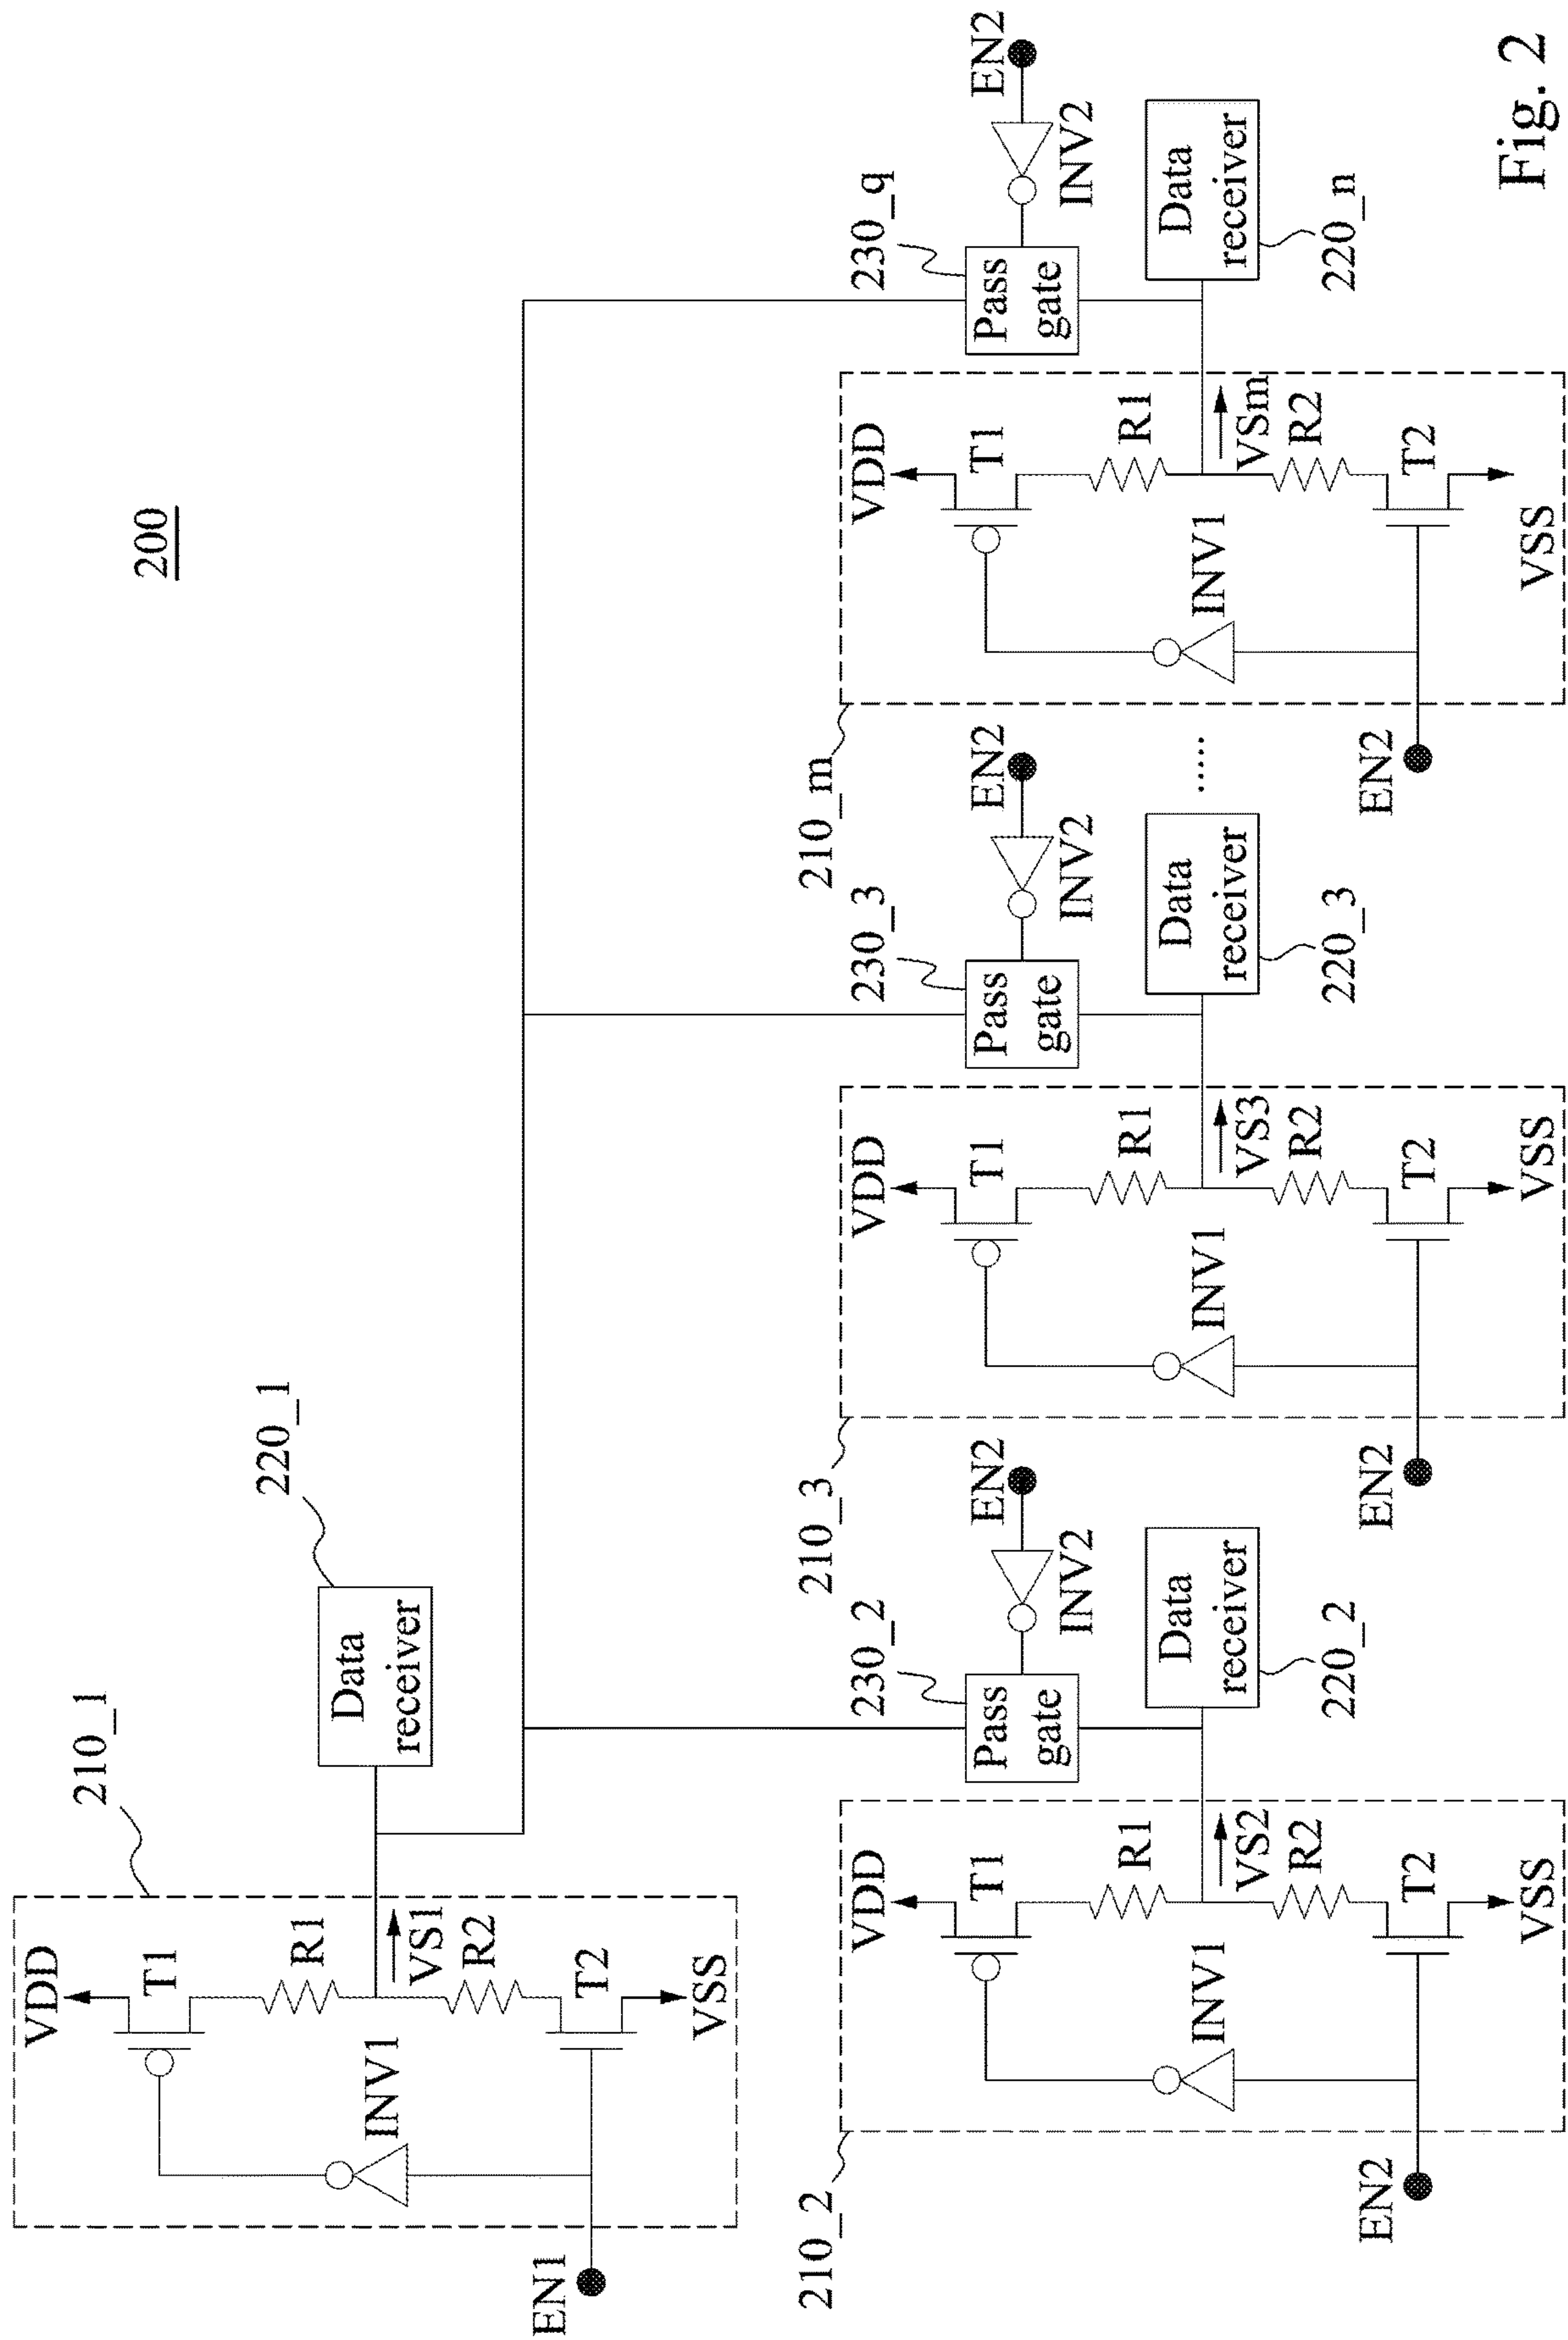 200
210_1
VDD
T1
R1
VS1
R2
T2
VSS
INV1
EN1
Data
receiver
220_1
210_2
VDD
T1
R1
VS2
R2
T2
VSS
INV1
EN2
230_2
Pass
gate
INV2
EN2
Data
receiver
220_2
210_3
VDD
T1
R1
VS3
R2
T2
VSS
INV1
EN2
230_3
Pass
gate
INV2
EN2
Data
receiver
220_3
.....
210_m
VDD
T1
R1
VSm
R2
T2
VSS
INV1
EN2
230_q
Pass
gate
INV2
EN2
Data
receiver
220_n
Fig. 2